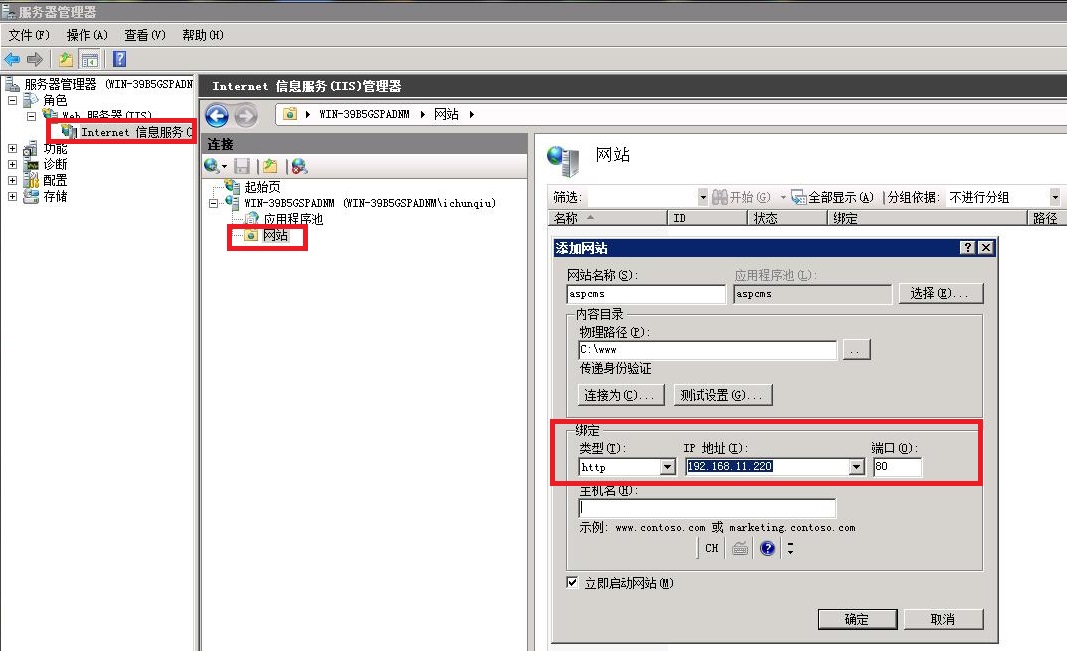 服务器管理器
文件(F) 操作(A) 查看(V) 帮助(H)
服务器管理器 (WIN-39B5GSPADN
角色
Web 服务器(IIS)
Internet 信息服务(
功能
诊断
配置
存储
Internet 信息服务(IIS)管理器
WIN-39B5GSPADNM 网站
连接
起始页
WIN-39B5GSPADNM (WIN-39B5GSPADNM\ichunqiu)
应用程序池
网站
网站
筛选: 开始(G) 全部显示(A) 分组依据: 不进行分组
名称 ID 状态 绑定 路径
添加网站
网站名称(S): 应用程序池(L):
aspcms aspcms 选择(E)...
内容目录
物理路径(P):
C:\www ..
传递身份验证
连接为(C)... 测试设置(G)...
绑定
类型(T): IP 地址(I): 端口(O):
http 192.168.11.220 80
主机名(H):
示例: www.contoso.com 或 marketing.contoso.com
CH
立即启动网站(M)
确定 取消